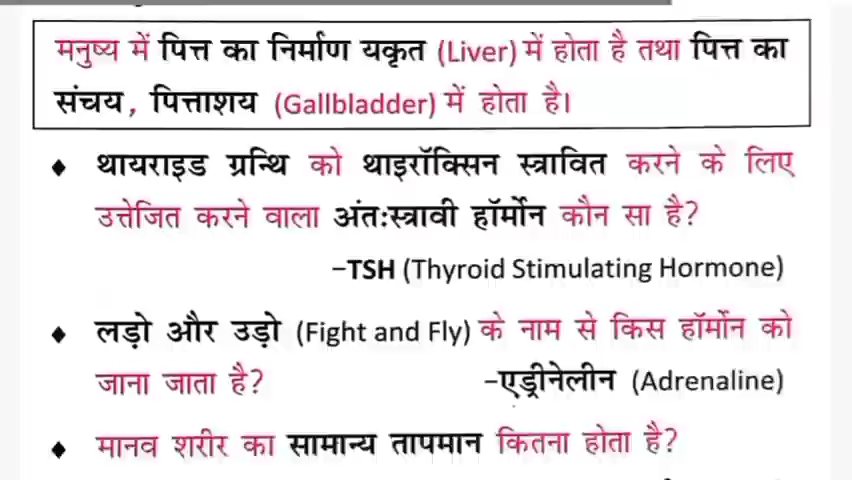 मनुष्य में पित्त का निर्माण यकृत (Liver) में होता है तथा पित्त का
संचय, पित्ताशय (Gallbladder) में होता है।
♦ थायराइड ग्रन्थि को थाइरॉक्सिन स्त्रावित करने के लिए
उत्तेजित करने वाला अंतःस्त्रावी हॉर्मोन कौन सा है?
–TSH (Thyroid Stimulating Hormone)
♦ लड़ो और उड़ो (Fight and Fly) के नाम से किस हॉर्मोन को
जाना जाता है? –एड्रीनेलीन (Adrenaline)
♦ मानव शरीर का सामान्य तापमान कितना होता है?